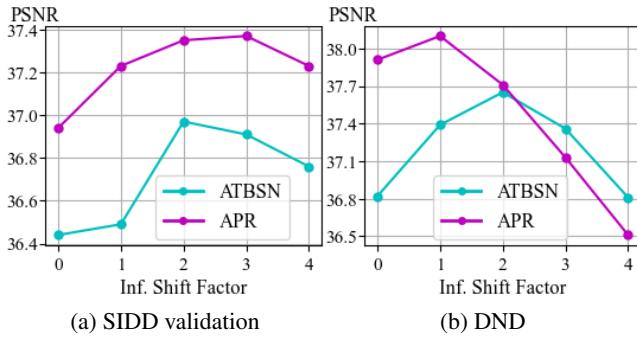 PSNR
37.4
37.2
37.0
36.8
36.6
36.4
0 1 2 3 4
Inf. Shift Factor
ATBSN
APR
(a) SIDD validation
PSNR
38.0
37.7
37.4
37.1
36.8
36.5
0 1 2 3 4
Inf. Shift Factor
ATBSN
APR
(b) DND